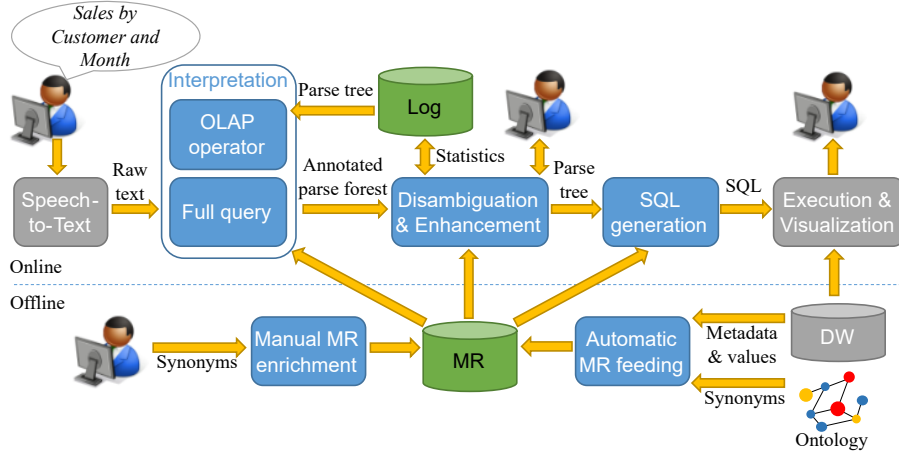 Sales by
Customer and
Month
Interpretation
Parse tree
Log
OLAP
operator
Statistics
Raw
text
Annotated
parse forest
Parse
tree
SQL
Speech-
to-Text
Full query
Disambiguation
& Enhancement
SQL
generation
Execution &
Visualization
Online
Offline
Synonyms
Manual MR
enrichment
MR
Automatic
MR feeding
Metadata
& values
DW
Synonyms
Ontology